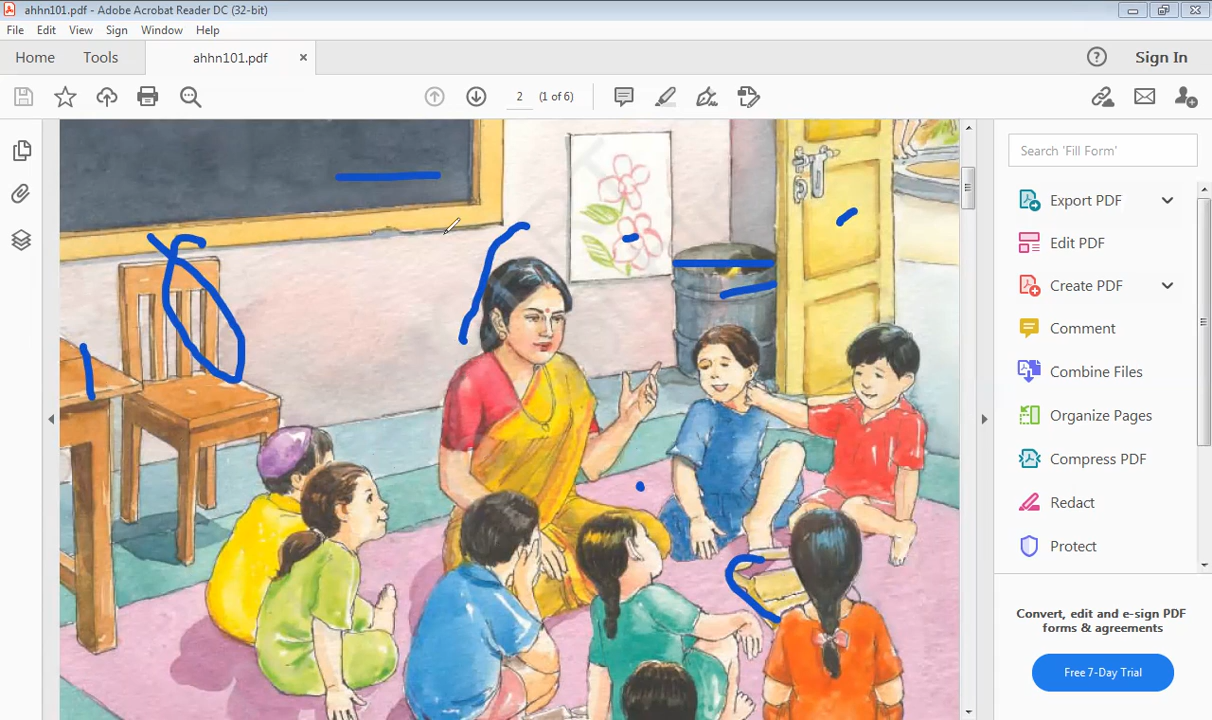 ahhn101.pdf - Adobe Acrobat Reader DC (32-bit)
File Edit View Sign Window Help
Home Tools ahhn101.pdf × ? Sign In
2 (1 of 6)
Search 'Fill Form'
Export PDF
Edit PDF
Create PDF
Comment
Combine Files
Organize Pages
Compress PDF
Redact
Protect
Convert, edit and e-sign PDF
forms & agreements
Free 7-Day Trial